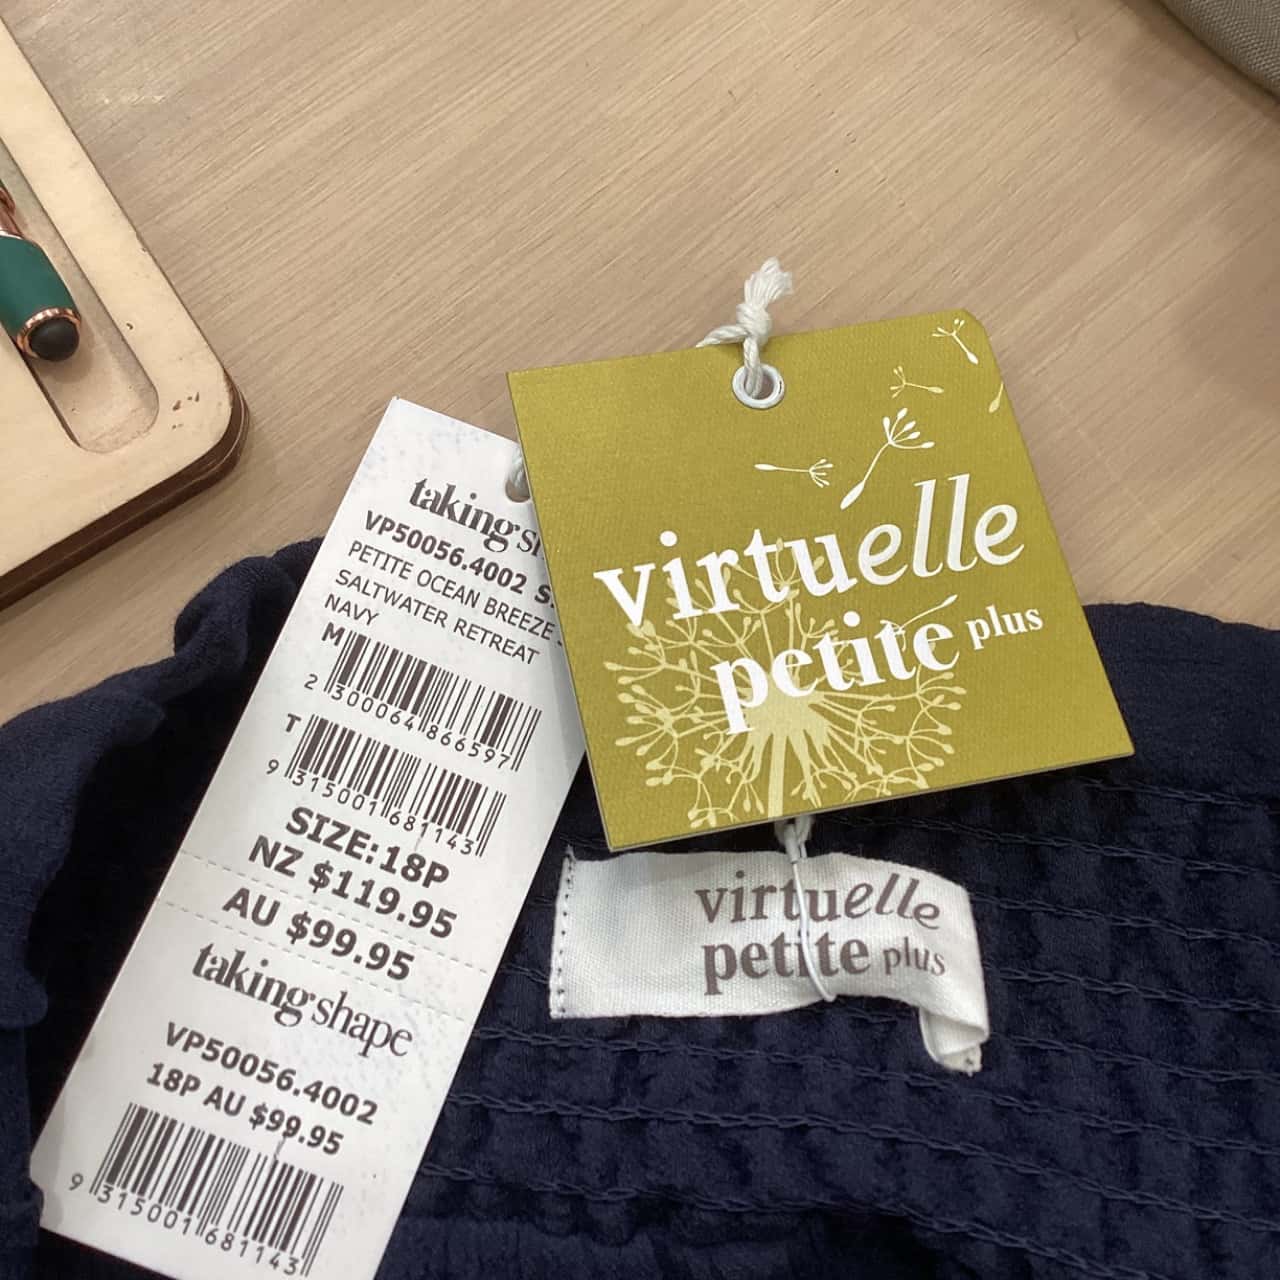 taking
VP50056.4002
PETITE OCEAN BREEZE
SALTWATER RETREAT
NAVY
M
2 300064 866597
T
9 315001 681143
SIZE:18P
NZ $119.95
AU $99.95
taking shape
VP50056.4002
18P AU $99.95
9 315001 681143
virtuelle
petite plus
virtuelle
petite plus